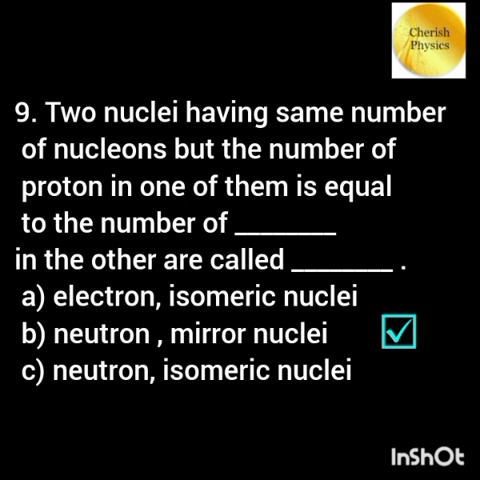 Cherish
Physics
9. Two nuclei having same number
of nucleons but the number of
proton in one of them is equal
to the number of ________
in the other are called ________ .
a) electron, isomeric nuclei
b) neutron , mirror nuclei
c) neutron, isomeric nuclei
InShOt